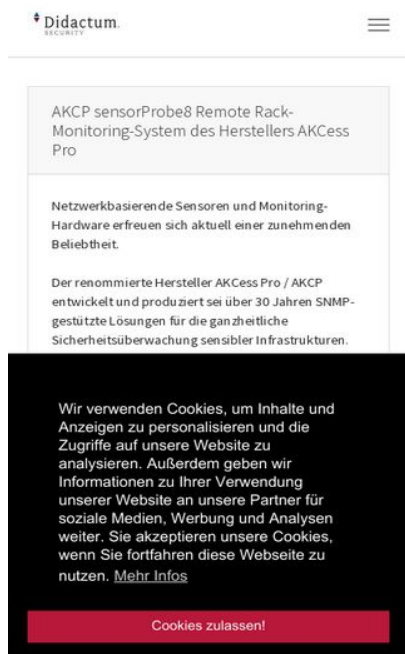 Didactum.
SECURITY
AKCP sensorProbe8 Remote Rack-
Monitoring-System des Herstellers AKCess
Pro
Netzwerkbasierende Sensoren und Monitoring-
Hardware erfreuen sich aktuell einer zunehmenden
Beliebtheit.
Der renommierte Hersteller AKCess Pro / AKCP
entwickelt und produziert sei über 30 Jahren SNMP-
gestützte Lösungen für die ganzheitliche
Sicherheitsüberwachung sensibler Infrastrukturen.
Wir verwenden Cookies, um Inhalte und
Anzeigen zu personalisieren und die
Zugriffe auf unsere Website zu
analysieren. Außerdem geben wir
Informationen zu Ihrer Verwendung
unserer Website an unsere Partner für
soziale Medien, Werbung und Analysen
weiter. Sie akzeptieren unsere Cookies,
wenn Sie fortfahren diese Webseite zu
nutzen. Mehr Infos
Cookies zulassen!